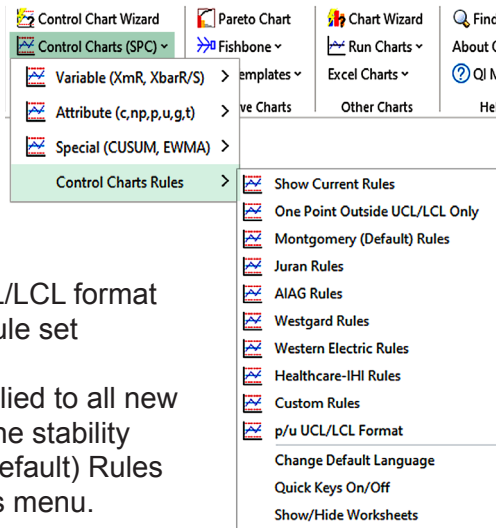 Control Chart Wizard
Pareto Chart
Chart Wizard
Find
Control Charts (SPC)
Fishbone
Run Charts
About
Variable (XmR, XbarR/S)
Excel Charts
QI
Attribute (c,np,p,u,g,t)
Charts
Other Charts
Special (CUSUM, EWMA)
Control Charts Rules
Show Current Rules
One Point Outside UCL/LCL Only
Montgomery (Default) Rules
Juran Rules
L/LCL format
AIAG Rules
ule set
Westgard Rules
Western Electric Rules
Healthcare-IHI Rules
lied to all new
Custom Rules
ne stability
p/u UCL/LCL Format
efault) Rules
Change Default Language
s menu.
Quick Keys On/Off
Show/Hide Worksheets